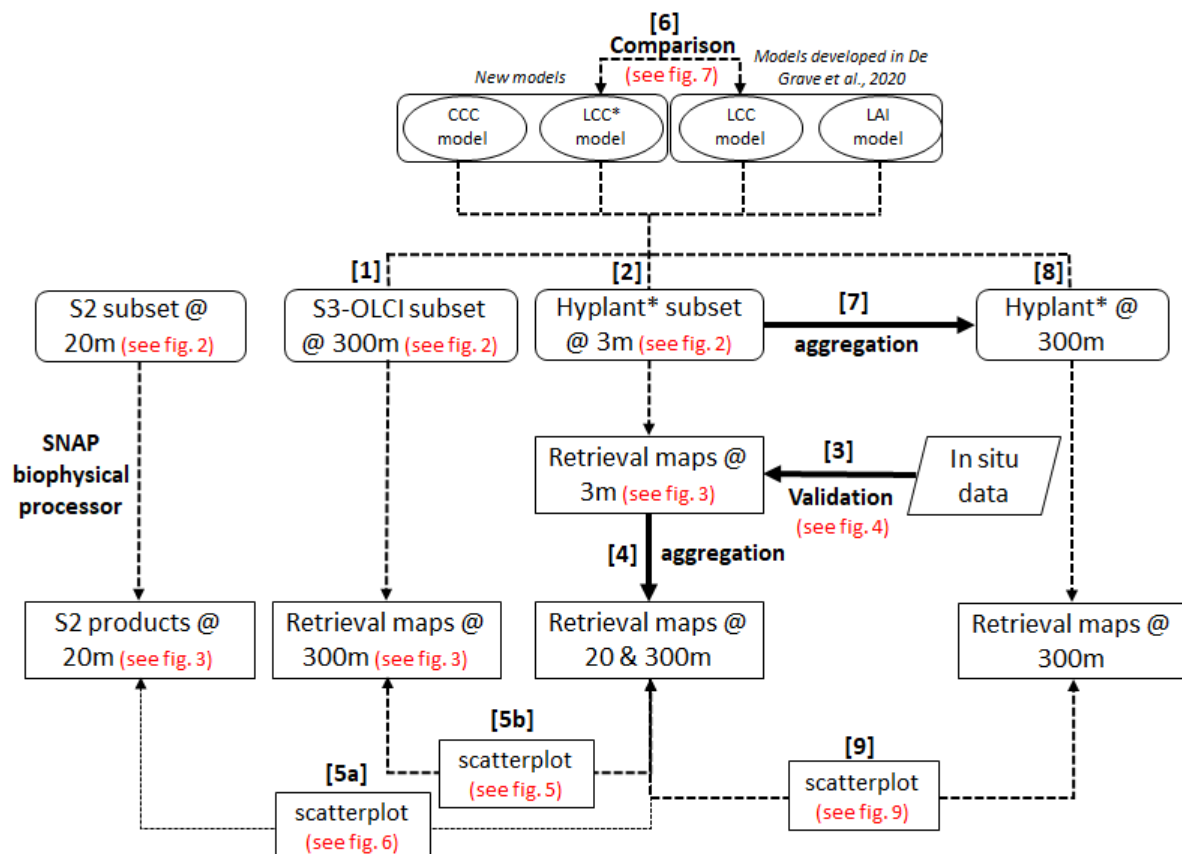 [6]
Comparison
(see fig. 7)
New models
Models developed in De
Grave et al., 2020
CCC
model
LCC*
model
LCC
model
LAI
model
[1]
[2]
[8]
S2 subset @
20m (see fig. 2)
S3-OLCI subset
@ 300m (see fig. 2)
Hyplant* subset
@ 3m (see fig. 2)
[7]
aggregation
Hyplant* @
300m
SNAP
biophysical
processor
Retrieval maps @
3m (see fig. 3)
[3]
Validation
(see fig. 4)
In situ
data
[4]
aggregation
S2 products @
20m (see fig. 3)
Retrieval maps @
300m (see fig. 3)
Retrieval maps @
20 & 300m
Retrieval maps @
300m
[5b]
scatterplot
(see fig. 5)
[5a]
scatterplot
(see fig. 6)
[9]
scatterplot
(see fig. 9)